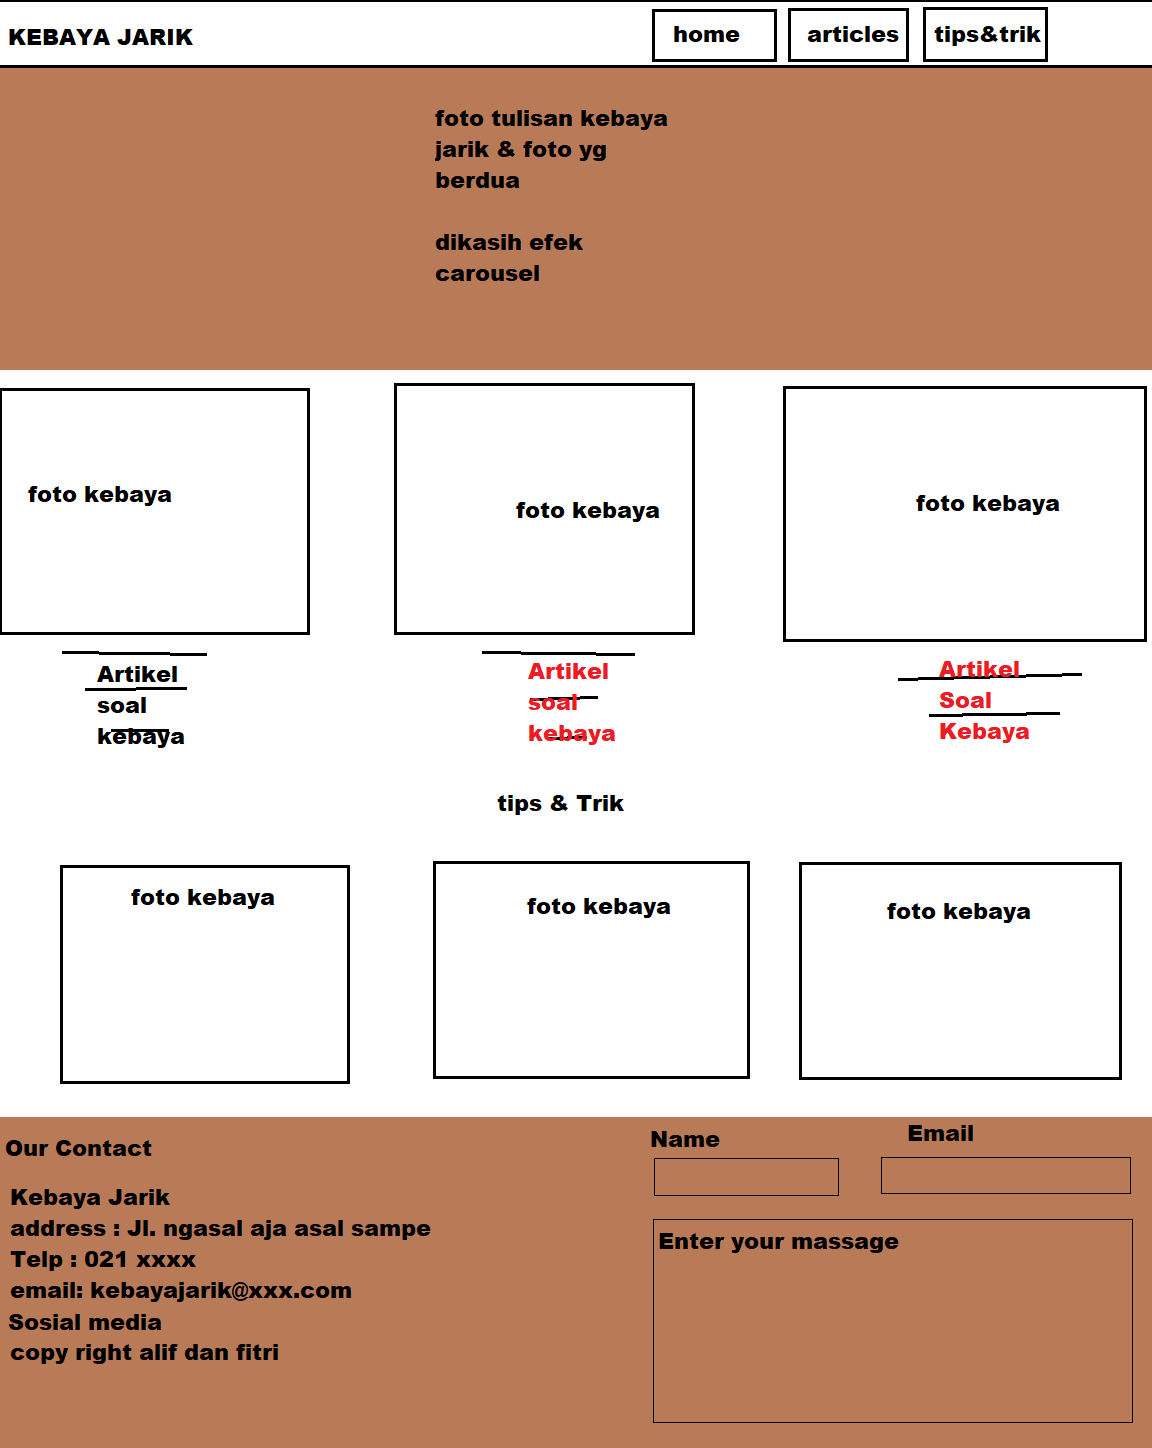 KEBAYA JARIK
home
articles
tips&trik
foto tulisan kebaya
jarik & foto yg
berdua
dikasih efek
carousel
foto kebaya
foto kebaya
foto kebaya
Artikel
soal
kebaya
Artikel
soal
kebaya
Artikel
Soal
Kebaya
tips & Trik
foto kebaya
foto kebaya
foto kebaya
Our Contact
Kebaya Jarik
address : Jl. ngasal aja asal sampe
Telp : 021 xxxx
email: kebayajarik@xxx.com
Sosial media
copy right alif dan fitri
Name
Email
Enter your massage